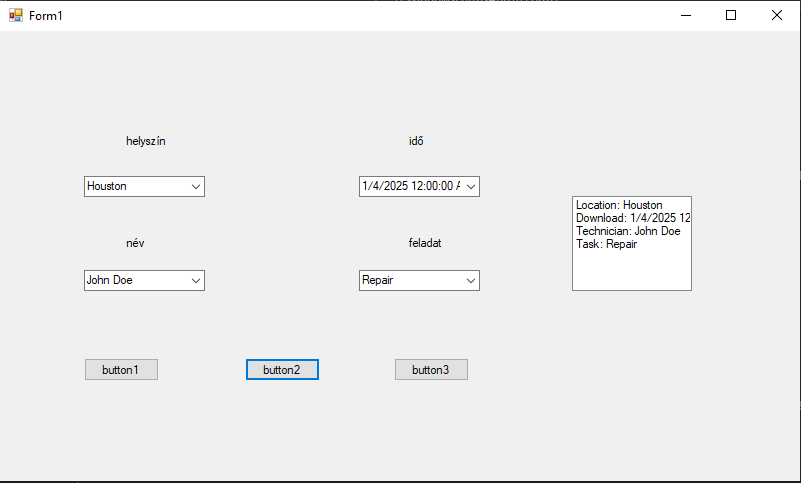 Form1
helyszín
idő
Houston
1/4/2025 12:00:00 A
Location: Houston
Download: 1/4/2025 12
Technician: John Doe
Task: Repair
név
feladat
John Doe
Repair
button1
button2
button3